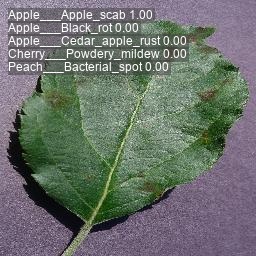 Apple___Apple_scab 1.00
Apple___Black_rot 0.00
Apple___Cedar_apple_rust 0.00
Cherry___Powdery_mildew 0.00
Peach___Bacterial_spot 0.00